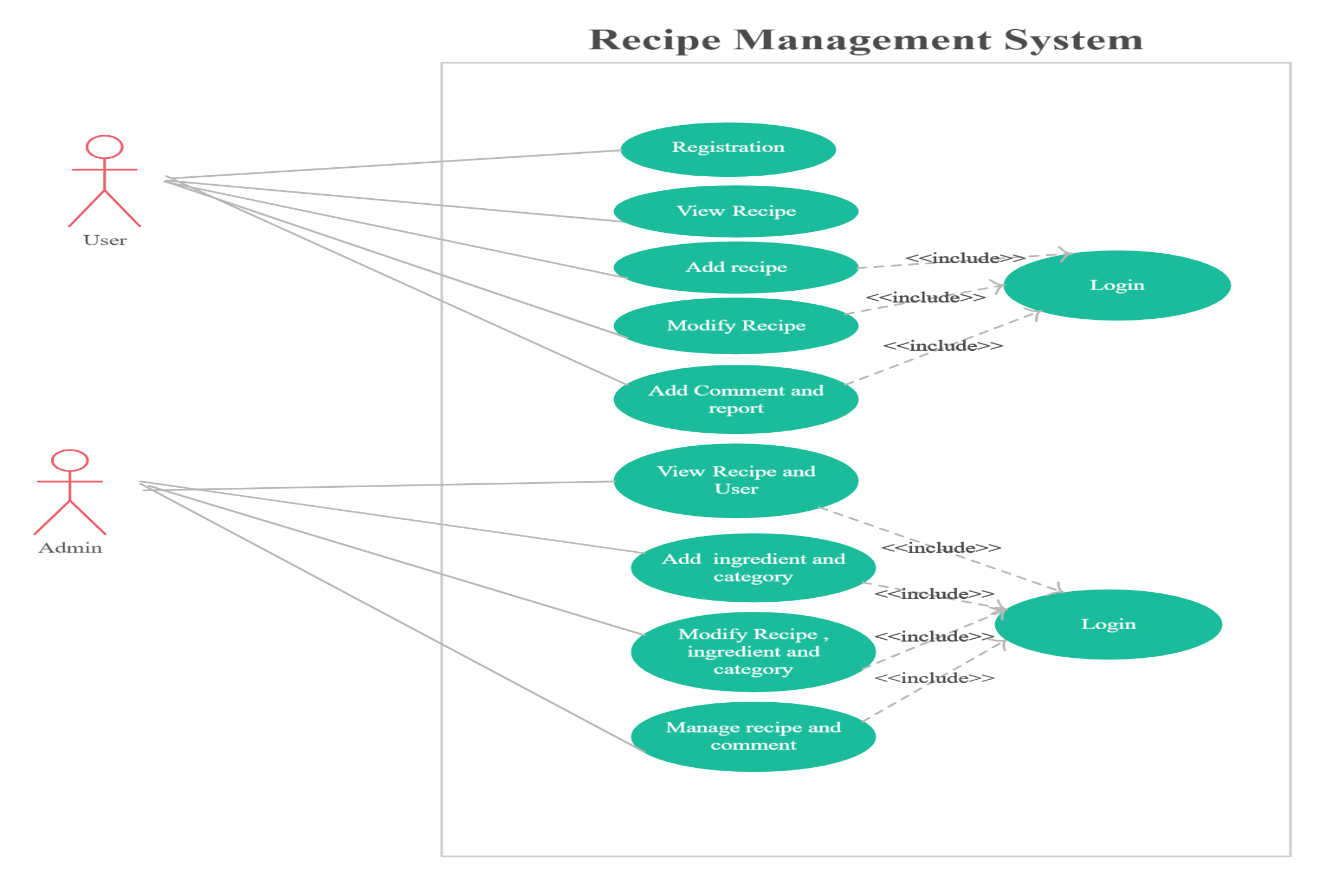 Recipe Management System
Registration
User
View Recipe
Add recipe
<<include>>
Login
Modify Recipe
<<include>>
<<include>>
Add Comment and
report
Admin
View Recipe and
User
<<include>>
Add  ingredient and
category
<<include>>
Login
Modify Recipe ,
ingredient and
category
<<include>>
<<include>>
Manage recipe and
comment